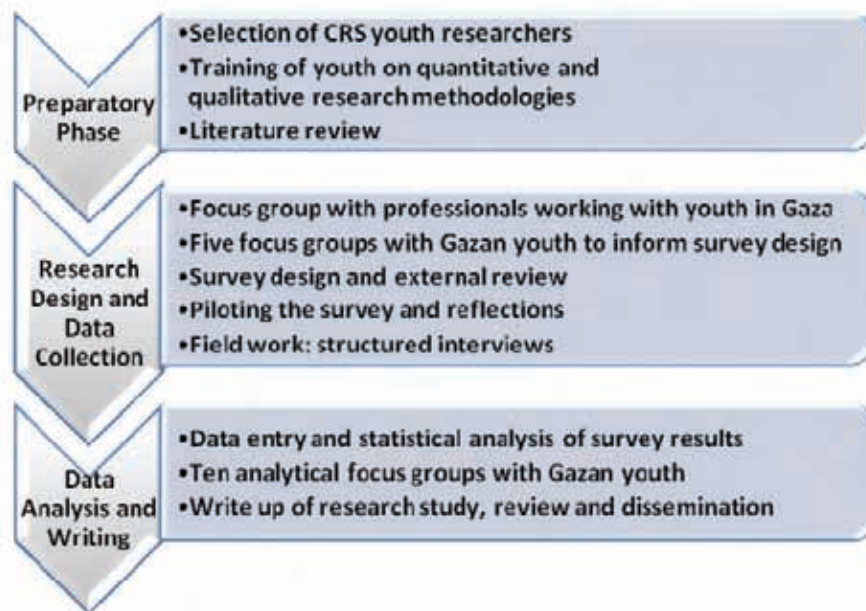 Preparatory
Phase
•Selection of CRS youth researchers
•Training of youth on quantitative and
qualitative research methodologies
•Literature review
Research
Design and
Data
Collection
•Focus group with professionals working with youth in Gaza
•Five focus groups with Gazan youth to inform survey design
•Survey design and external review
•Piloting the survey and reflections
•Field work: structured interviews
Data
Analysis and
Writing
•Data entry and statistical analysis of survey results
•Ten analytical focus groups with Gazan youth
•Write up of research study, review and dissemination